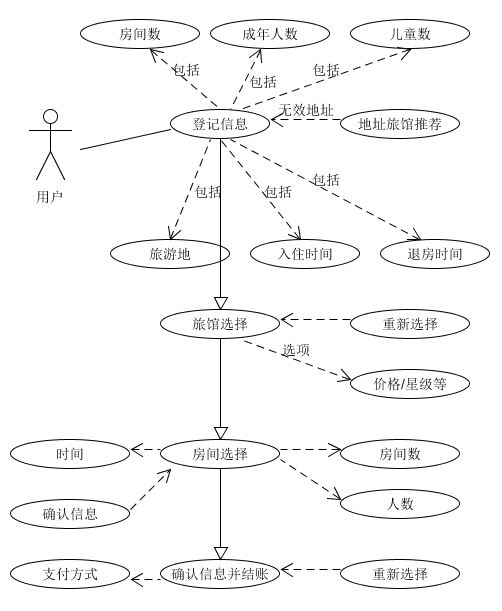 房间数
成年人数
儿童数
包括
包括
包括
无效地址
登记信息
地址旅馆推荐
用户
包括
包括
包括
旅游地
入住时间
退房时间
旅馆选择
重新选择
选项
价格/星级等
时间
房间选择
房间数
确认信息
人数
支付方式
确认信息并结账
重新选择